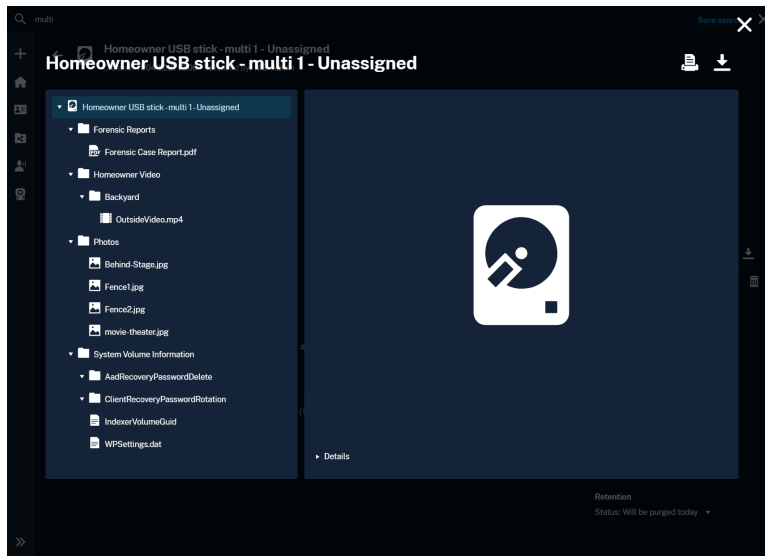 multi
Save sear
Homeowner USB stick - multi 1 - Unassigned
Homeowner USB stick - multi 1 - Unassigned
Homeowner USB stick - multi 1 - Unassigned
Forensic Reports
PDF
Forensic Case Report.pdf
Homeowner Video
Backyard
OutsideVideo.mp4
Photos
Behind-Stage.jpg
Fence1.jpg
Fence2.jpg
movie-theater.jpg
System Volume Information
AadRecoveryPasswordDelete
ClientRecoveryPasswordRotation
IndexerVolumeGuid
WPSettings.dat
Details
Retention
Status: Will be purged today